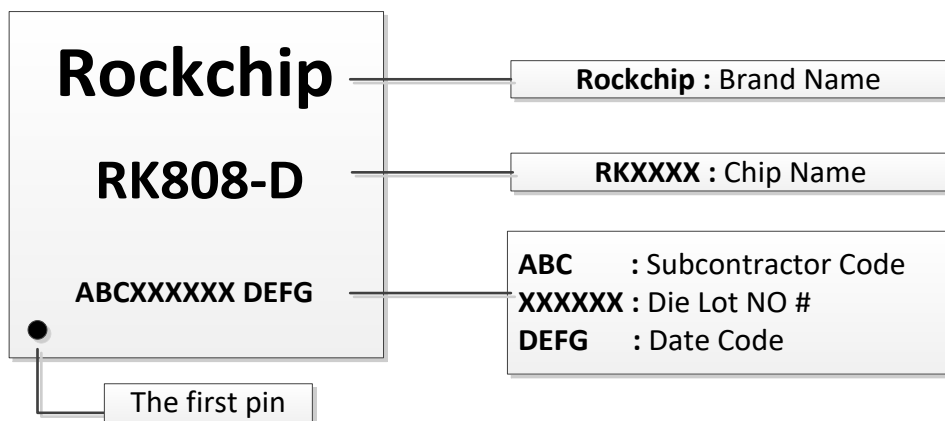 Rockchip
RK808-D
ABCXXXXXX DEFG
The first pin
Rockchip : Brand Name
RKXXXX : Chip Name
ABC : Subcontractor Code
XXXXXX : Die Lot NO #
DEFG : Date Code